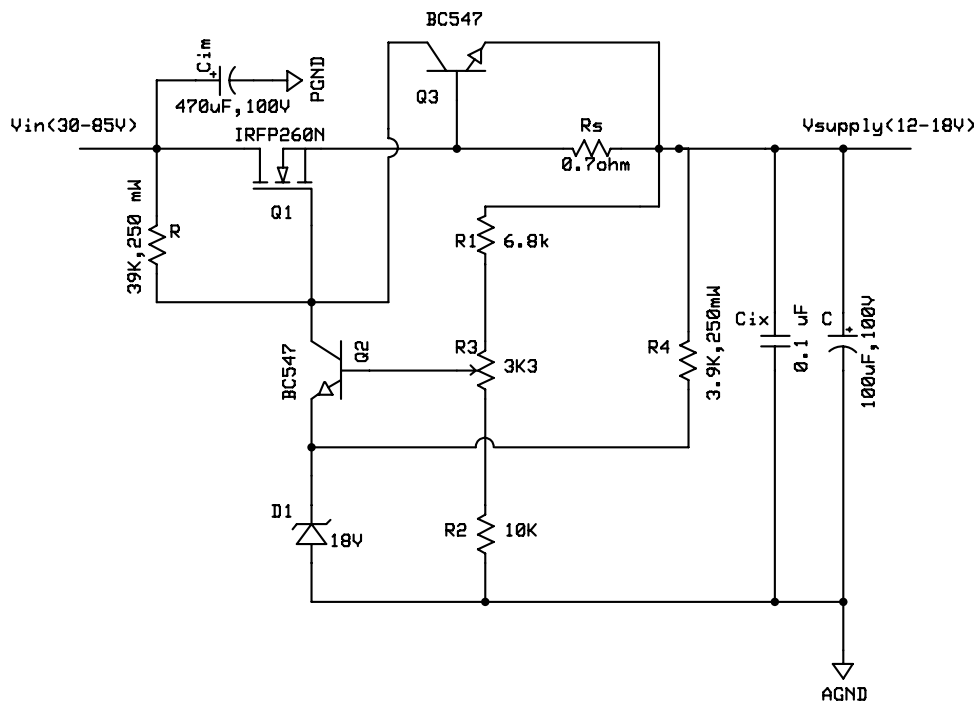 BC547
Cim
+
470uF,100V
PGND
Q3
Vin(30-85V)
IRFP260N
Rs
0.7ohm
Vsupply(12-18V)
Q1
39K,250 mW
R
R1
6.8k
BC547
Q2
R3
3K3
R4
3.9K,250mW
Cix
0.1 uF
C
+
100uF,100V
D1
18V
R2
10K
AGND